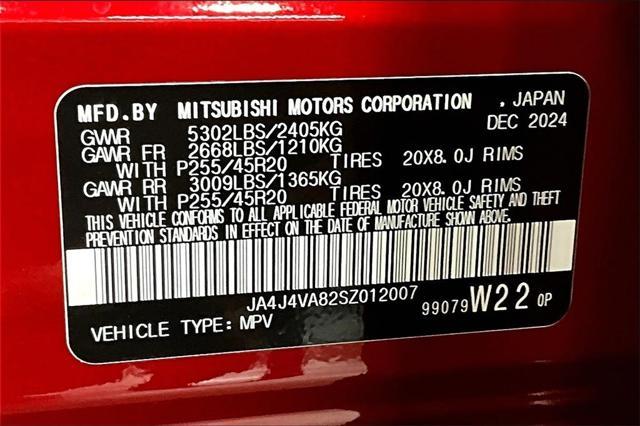 MFD.BY MITSUBISHI MOTORS CORPORATION , JAPAN
GVWR 5302LBS/2405KG DEC 2024
GAWR FR 2668LBS/1210KG
WITH P255/45R20 TIRES 20X8.0J RIMS
GAWR RR 3009LBS/1365KG
WITH P255/45R20 TIRES 20X8.0J RIMS
THIS VEHICLE CONFORMS TO ALL APPLICABLE FEDERAL MOTOR VEHICLE SAFETY AND THEFT
PREVENTION STANDARDS IN EFFECT ON THE DATE OF MANUFACTURE SHOWN ABOVE.
JA4J4VA82SZ012007
99079 W22 0P
VEHICLE TYPE: MPV